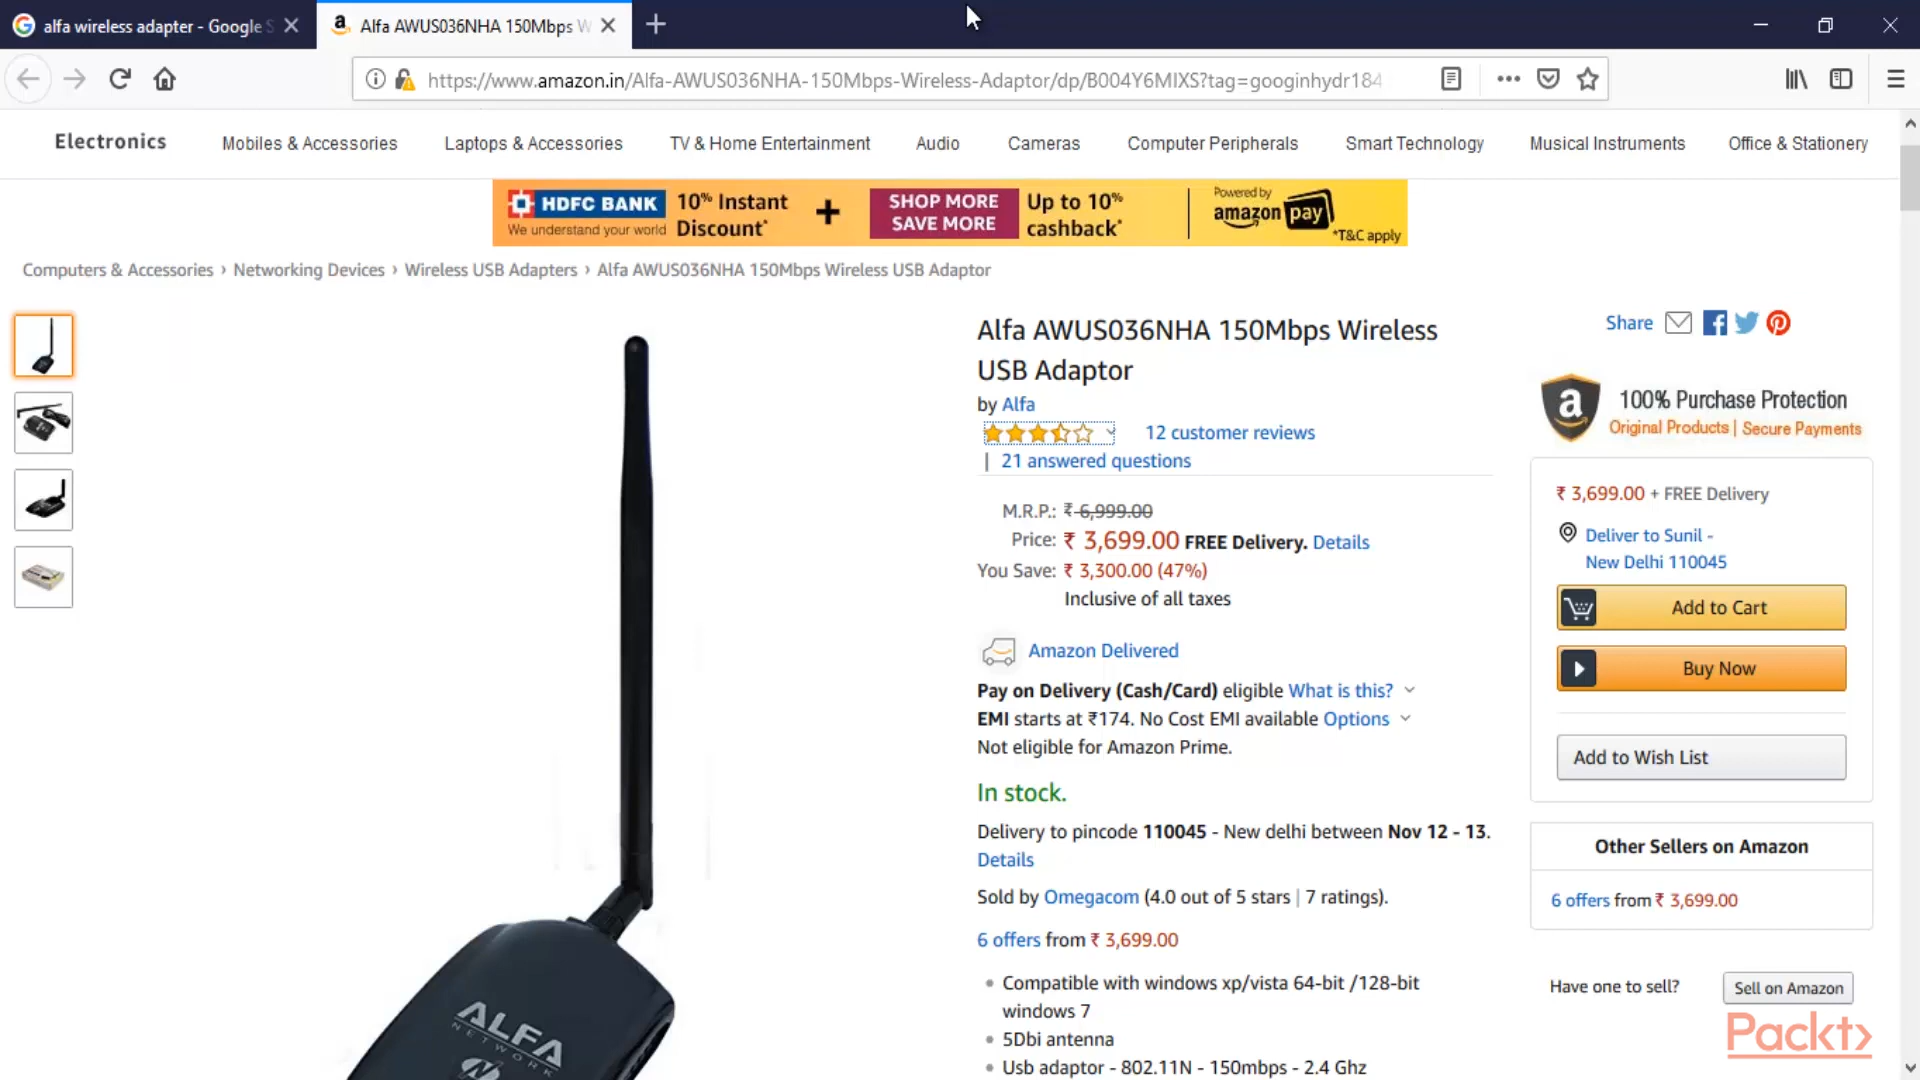 alfa wireless adapter - Google S
Alfa AWUS036NHA 150Mbps W
https://www.amazon.in/Alfa-AWUS036NHA-150Mbps-Wireless-Adaptor/dp/B004Y6MIXS?tag=googinhydr184
Electronics
Mobiles & Accessories
Laptops & Accessories
TV & Home Entertainment
Audio
Cameras
Computer Peripherals
Smart Technology
Musical Instruments
Office & Stationery
HDFC BANK
We understand your world
10% Instant
Discount*
+
SHOP MORE
SAVE MORE
Up to 10%
cashback*
Powered by
amazon pay
*T&C apply
Computers & Accessories › Networking Devices › Wireless USB Adapters › Alfa AWUS036NHA 150Mbps Wireless USB Adaptor
Alfa AWUS036NHA 150Mbps Wireless
USB Adaptor
by Alfa
12 customer reviews
| 21 answered questions
M.R.P.: ₹ 6,999.00
Price: ₹ 3,699.00 FREE Delivery. Details
You Save: ₹ 3,300.00 (47%)
Inclusive of all taxes
Amazon Delivered
Pay on Delivery (Cash/Card) eligible What is this?
EMI starts at ₹174. No Cost EMI available Options
Not eligible for Amazon Prime.
In stock.
Delivery to pincode 110045 - New delhi between Nov 12 - 13.
Details
Sold by Omegacom (4.0 out of 5 stars | 7 ratings).
6 offers from ₹ 3,699.00
• Compatible with windows xp/vista 64-bit /128-bit
windows 7
• 5Dbi antenna
• Usb adaptor - 802.11N - 150mbps - 2.4 Ghz
Share
100% Purchase Protection
Original Products | Secure Payments
₹ 3,699.00 + FREE Delivery
Deliver to Sunil -
New Delhi 110045
Add to Cart
Buy Now
Add to Wish List
Other Sellers on Amazon
6 offers from ₹ 3,699.00
Have one to sell?
Sell on Amazon
Packt>
ALFA
NETWORK